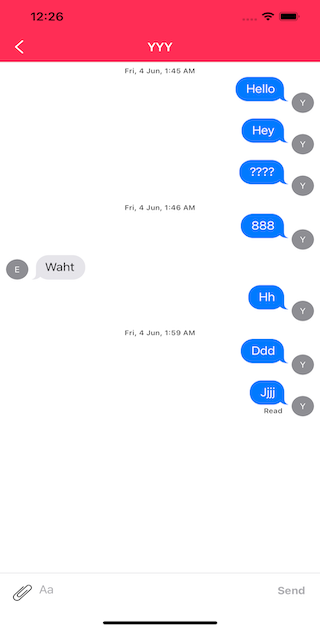 12:26
YYY
Fri, 4 Jun, 1:45 AM
Hello
Y
Hey
Y
????
Y
Fri, 4 Jun, 1:46 AM
888
Y
Waht
E
Hh
Y
Fri, 4 Jun, 1:59 AM
Ddd
Y
Jjjj
Y
Read
Aa
Send